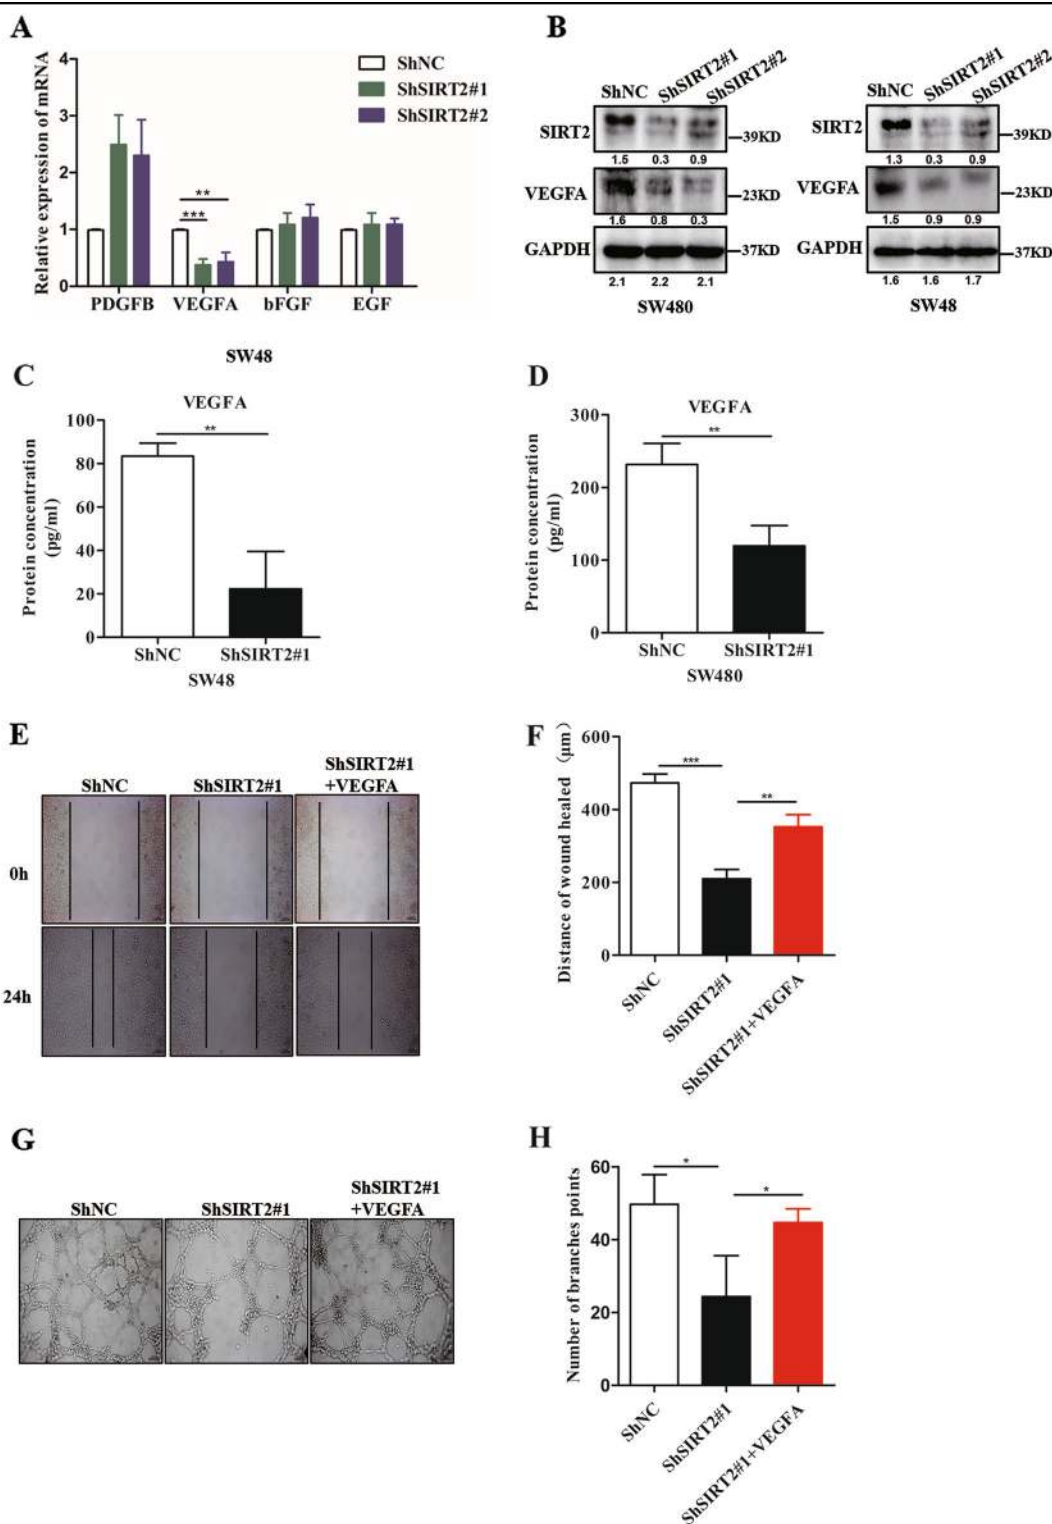 A
Relative expression of mRNA
4
3
2
1
0
ShNC
ShSIRT2#1
ShSIRT2#2
**
***
PDGFB VEGFA bFGF EGF
SW48
B
ShNC ShSIRT2#1 ShSIRT2#2
SIRT2 39KD
1.5 0.3 0.9
VEGFA 23KD
1.6 0.8 0.3
GAPDH 37KD
2.1 2.2 2.1
SW480
ShNC ShSIRT2#1 ShSIRT2#2
SIRT2 39KD
1.3 0.3 0.9
VEGFA 23KD
1.5 0.9 0.9
GAPDH 37KD
1.6 1.6 1.7
SW48
C
VEGFA
Protein concentration
(pg/ml)
100
80
60
40
20
0
**
ShNC ShSIRT2#1
SW48
D
VEGFA
Protein concentration
(pg/ml)
300
200
100
0
**
ShNC ShSIRT2#1
SW480
E
ShNC ShSIRT2#1 ShSIRT2#1
+VEGFA
0h
24h
F
Distance of wound healed (μm)
600
400
200
0
***
**
ShNC
ShSIRT2#1
ShSIRT2#1+VEGFA
G
ShNC ShSIRT2#1 ShSIRT2#1
+VEGFA
H
Number of branches points
60
40
20
0
*
*
ShNC
ShSIRT2#1
ShSIRT2#1+VEGFA